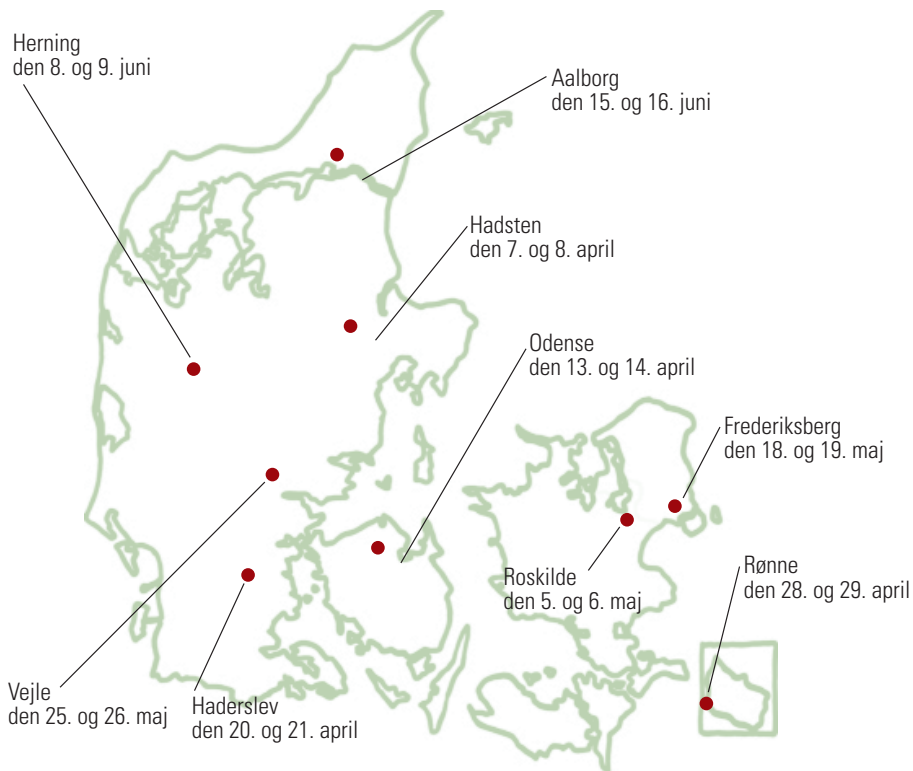 Herning
den 8. og 9. juni
Aalborg
den 15. og 16. juni
Hadsten
den 7. og 8. april
Odense
den 13. og 14. april
Frederiksberg
den 18. og 19. maj
Roskilde
den 5. og 6. maj
Rønne
den 28. og 29. april
Vejle
den 25. og 26. maj
Haderslev
den 20. og 21. april